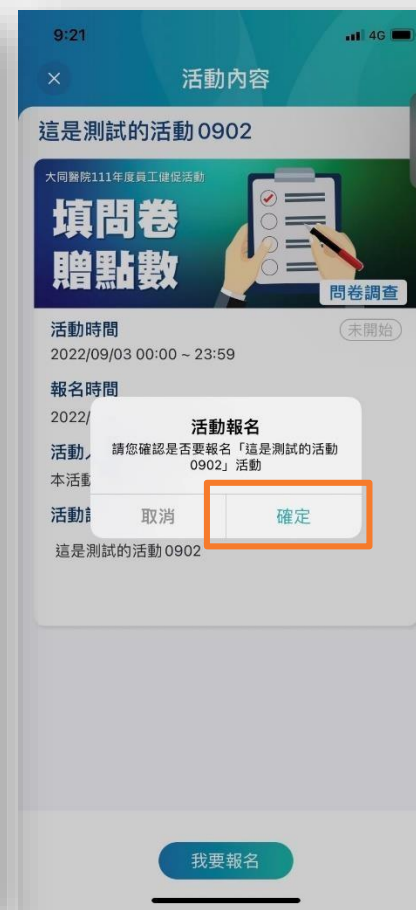 9:21
4G
活動內容
這是測試的活動 0902
大同醫院111年度員工健促活動
填問卷
贈點數
問卷調查
活動時間
未開始
2022/09/03 00:00 ~ 23:59
報名時間
2022/
活動報名
請您確認是否要報名「這是測試的活動
0902」活動
活動
本活動
取消
確定
活動
這是測試的活動 0902
我要報名